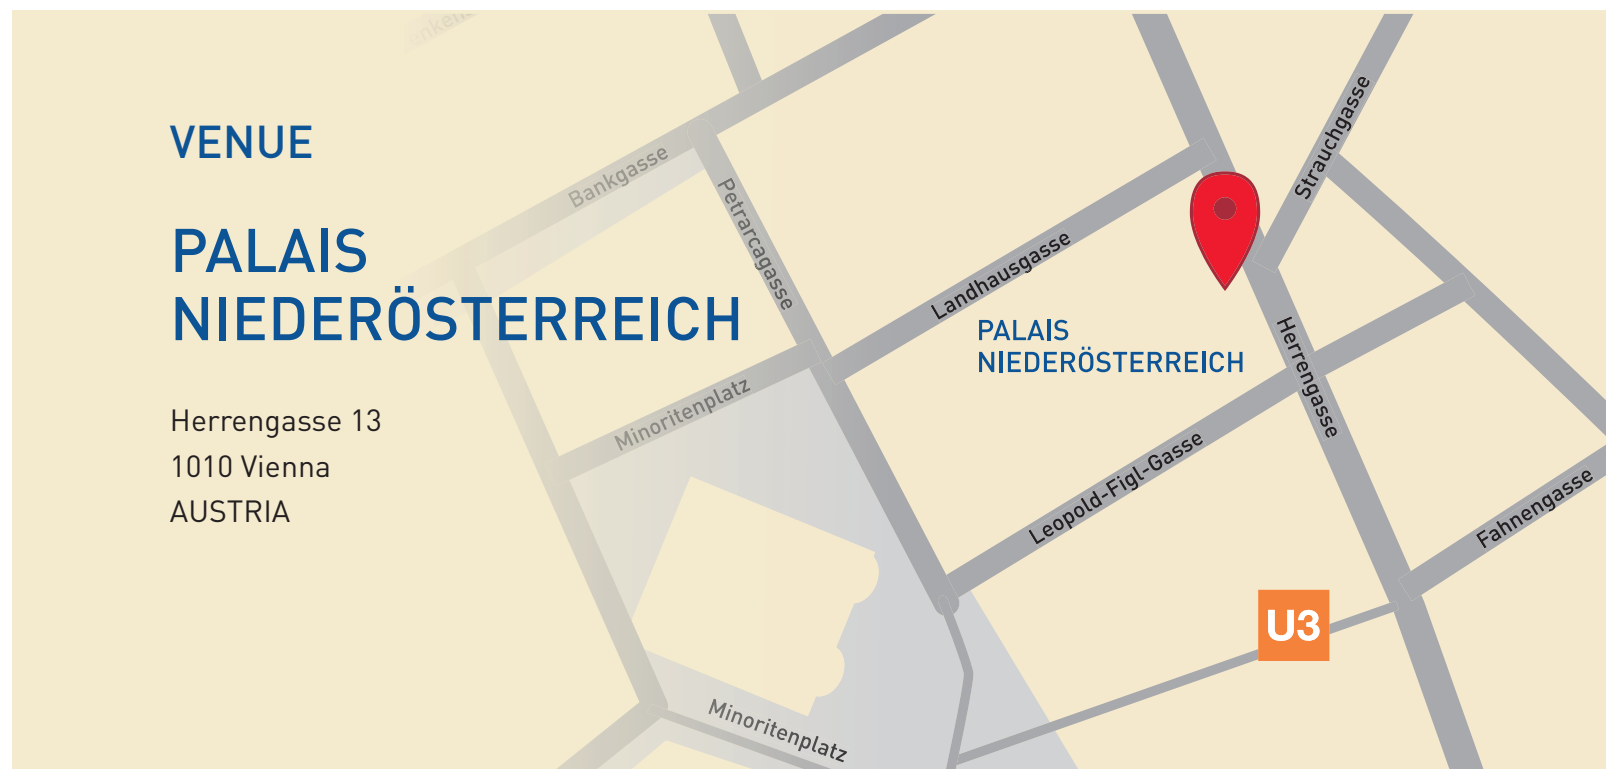 VENUE
PALAIS
NIEDERÖSTERREICH
Herrengasse 13
1010 Vienna
AUSTRIA
Bankgasse
Petrarcagasse
Minoritenplatz
Landhausgasse
PALAIS
NIEDERÖSTERREICH
Strauchgasse
Herrengasse
Leopold-Figl-Gasse
Fahnengasse
U3
Minoritenplatz